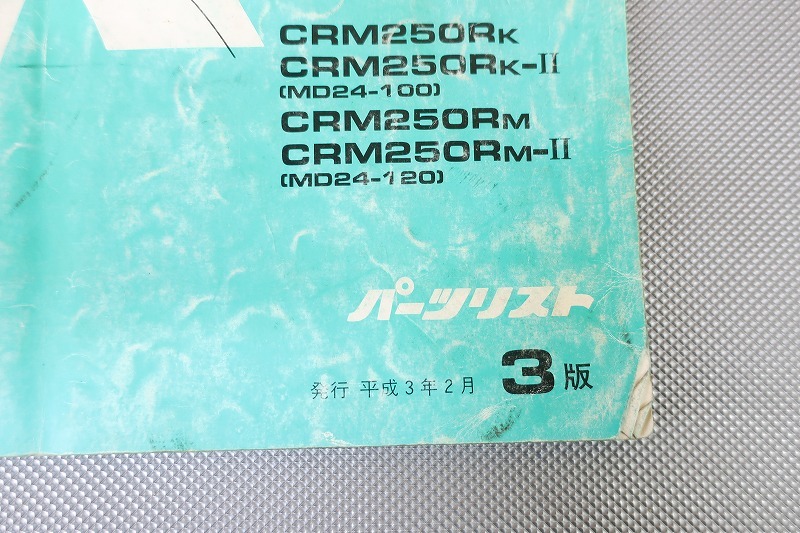 CRM250RK
CRM250RK-II
(MD24-100)
CRM250RM
CRM250RM-II
(MD24-120)
パーツリスト
発行 平成3年2月 3版